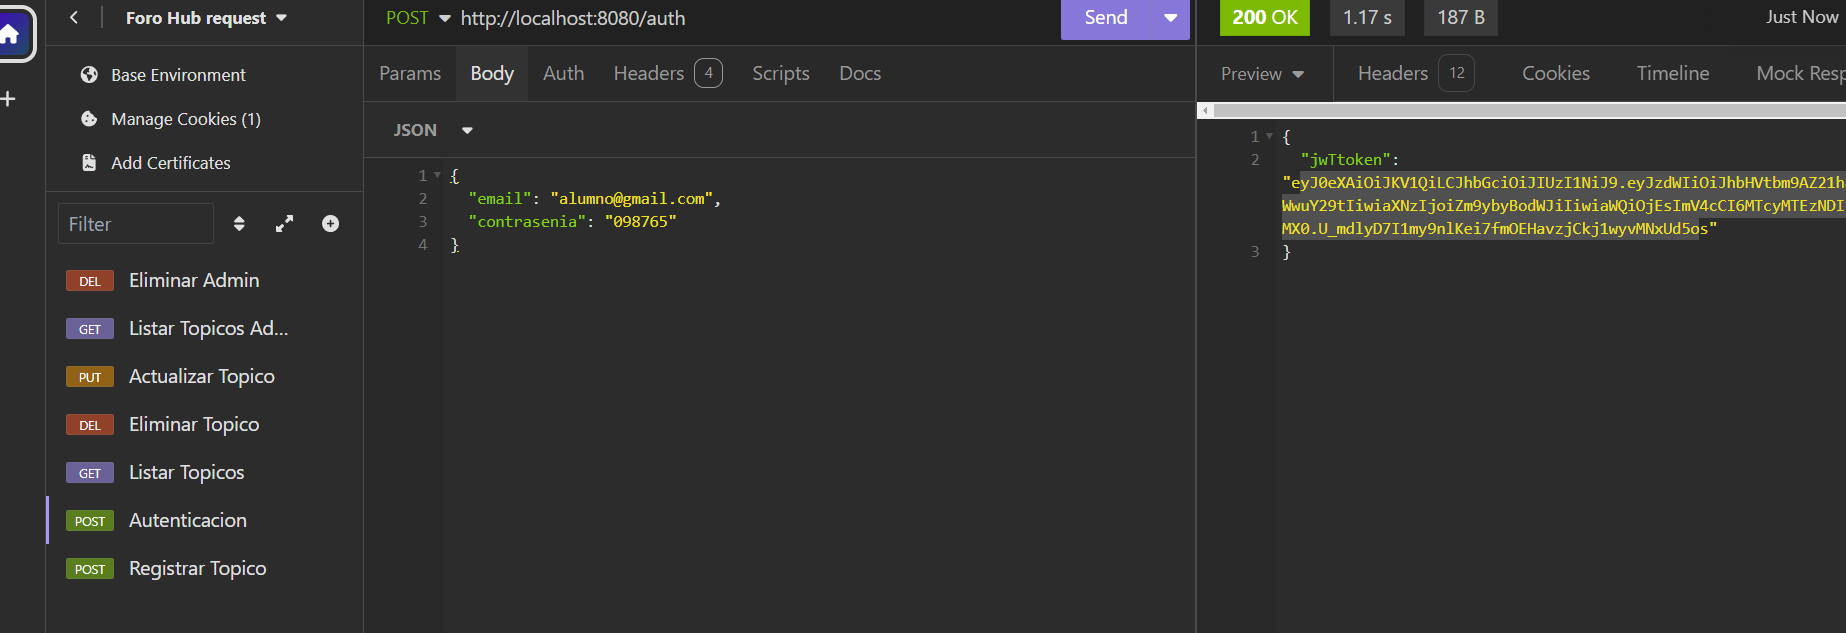 Foro Hub request
Base Environment
Manage Cookies (1)
Add Certificates
Filter
DEL Eliminar Admin
GET Listar Topicos Ad...
PUT Actualizar Topico
DEL Eliminar Topico
GET Listar Topicos
POST Autenticacion
POST Registrar Topico
POST http://localhost:8080/auth Send
Params Body Auth Headers 4 Scripts Docs
JSON
1 {
2 "email": "alumno@gmail.com",
3 "contrasenia": "098765"
4 }
200 OK 1.17 s 187 B Just Now
Preview Headers 12 Cookies Timeline Mock Resp
1 {
2 "jwTtoken":
"eyJ0eXAiOiJKV1QiLCJhbGciOiJIUzI1NiJ9.eyJzdWIiOiJhbHVtbm9AZ21h
WwuY29tIiwiaXNzIjoiZm9ybyBodWJiIiwiaWQiOjEsImV4cCI6MTcyMTEzNDI
MX0.U_mdlyD7I1my9nlKei7fmOEHavzjCkj1wyvMNxUd5os"
3 }